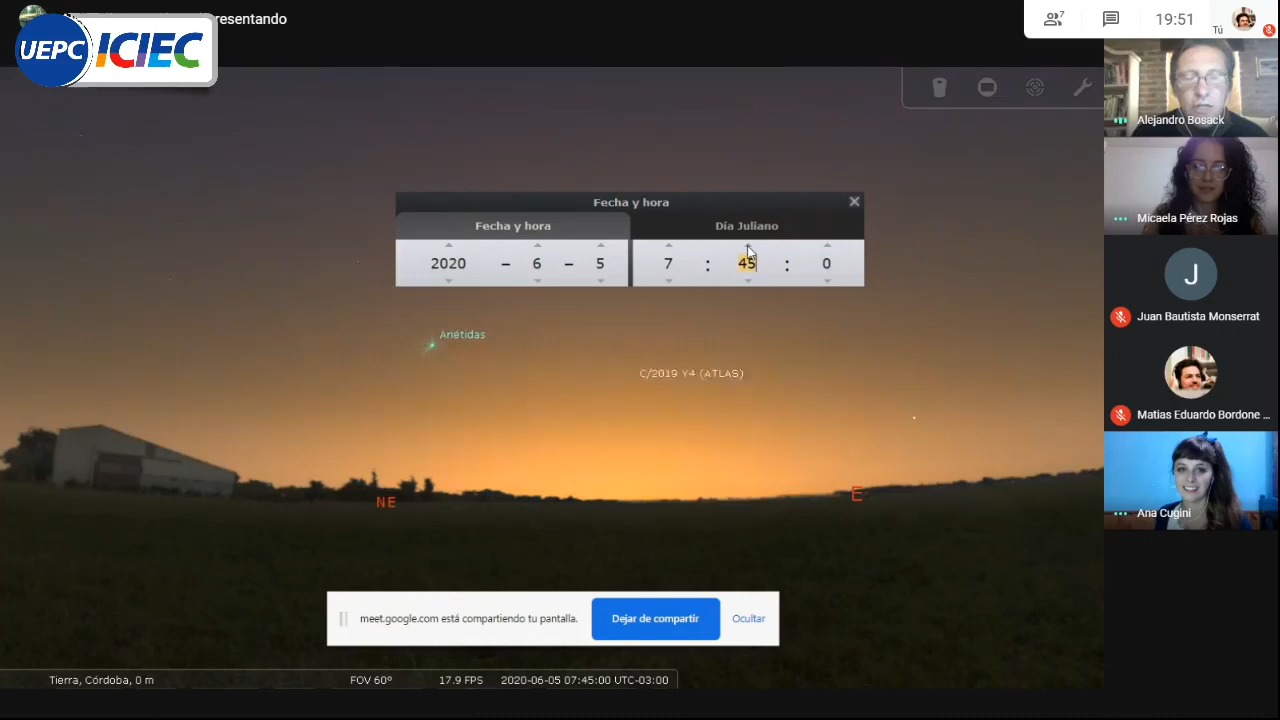 presentando
UEPC ICIEC
7
19:51
Tú
Alejandro Bosack
Fecha y hora
Fecha y hora
Día Juliano
2020 – 6 – 5
7 : 45 : 0
Micaela Pérez Rojas
J
Juan Bautista Monserrat
Ariétidas
C/2019 Y4 (ATLAS)
Matias Eduardo Bordone ...
NE
E
Ana Cugini
meet.google.com está compartiendo tu pantalla.
Dejar de compartir
Ocultar
Tierra, Córdoba, 0 m
FOV 60º
17.9 FPS
2020-06-05 07:45:00 UTC-03:00